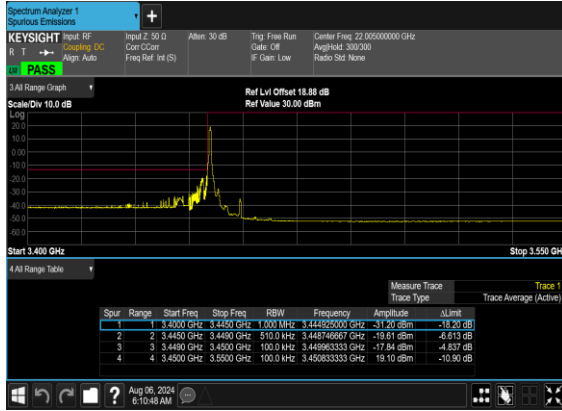 Spectrum Analyzer 1
Spurious Emissions
KEYSIGHT Input: RF Input Z: 50 Ω Atten: 30 dB Trig: Free Run Center Freq: 22.005000000 GHz
R T Coupling: DC Corr CCorr Gate: Off Avg|Hold: 300/300
Align: Auto Freq Ref: Int (S) IF Gain: Low Radio Std: None
PASS
3 All Range Graph
Ref Lvl Offset 18.88 dB
Scale/Div 10.0 dB Ref Value 30.00 dBm
Log
20.0
10.0
0.00
-10.0
-20.0
-30.0
-40.0
-50.0
-60.0
Start 3.400 GHz Stop 3.550 GH
4 All Range Table
Measure Trace Trace 1
Trace Type Trace Average (Active)
Spur Range Start Freq Stop Freq RBW Frequency Amplitude ΔLimit
1 1 3.4000 GHz 3.4450 GHz 1.000 MHz 3.444925000 GHz -31.20 dBm -18.20 dB
2 2 3.4450 GHz 3.4490 GHz 510.0 kHz 3.448746667 GHz -19.61 dBm -6.613 dB
3 3 3.4490 GHz 3.4500 GHz 100.0 kHz 3.449963333 GHz -17.84 dBm -4.837 dB
4 4 3.4500 GHz 3.5500 GHz 100.0 kHz 3.450833333 GHz 19.10 dBm -10.90 dB
Aug 06, 2024
6:10:48 AM